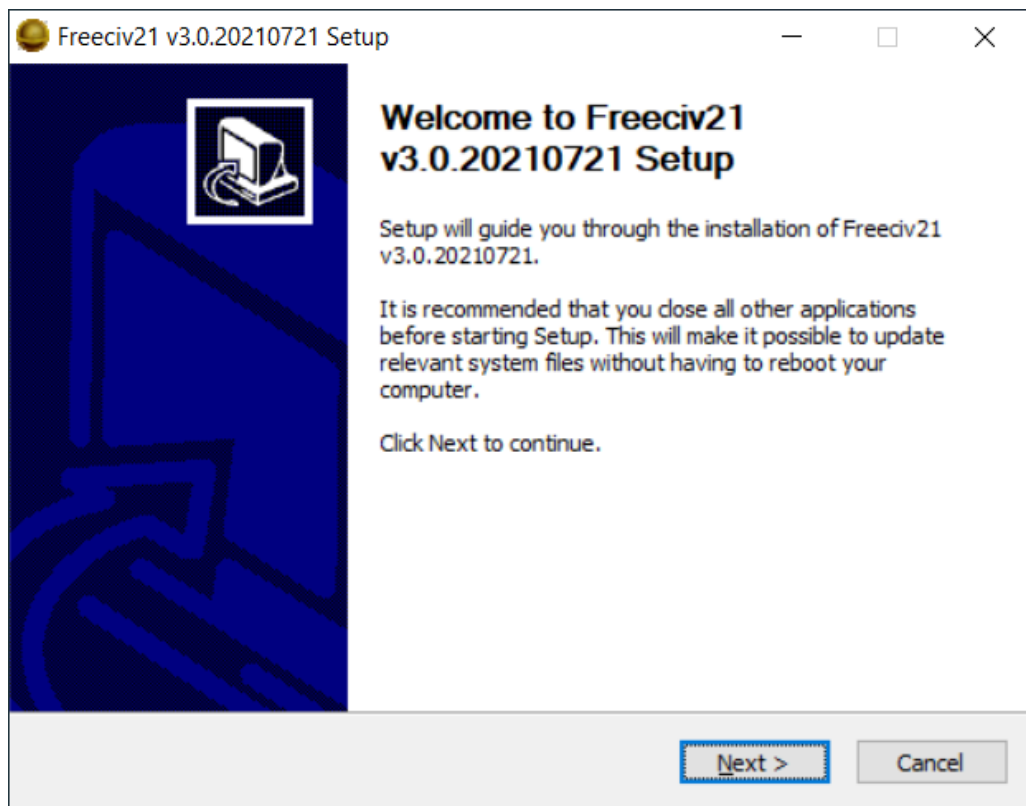 Freeciv21 v3.0.20210721 Setup
Welcome to Freeciv21
v3.0.20210721 Setup
Setup will guide you through the installation of Freeciv21
v3.0.20210721.
It is recommended that you close all other applications
before starting Setup. This will make it possible to update
relevant system files without having to reboot your
computer.
Click Next to continue.
Next >
Cancel